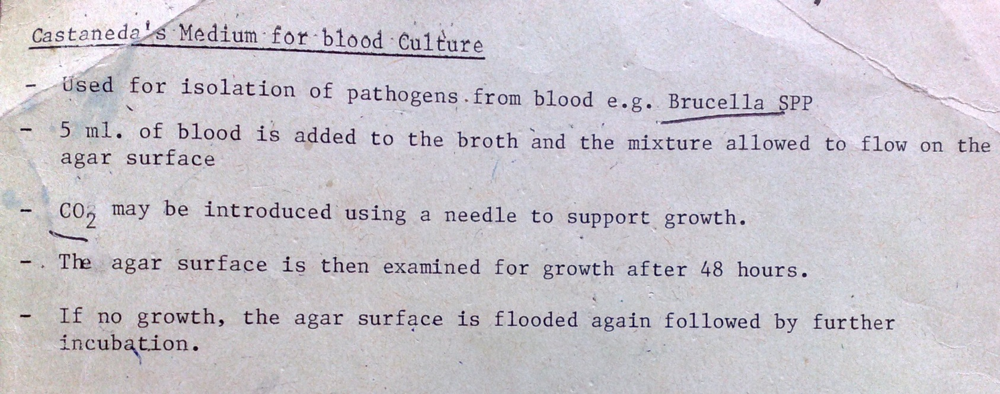 Castaneda's Medium for blood Culture
- Used for isolation of pathogens from blood e.g. Brucella SPP
- 5 ml. of blood is added to the broth and the mixture allowed to flow on the
agar surface
- CO₂ may be introduced using a needle to support growth.
- The agar surface is then examined for growth after 48 hours.
- If no growth, the agar surface is flooded again followed by further
incubation.